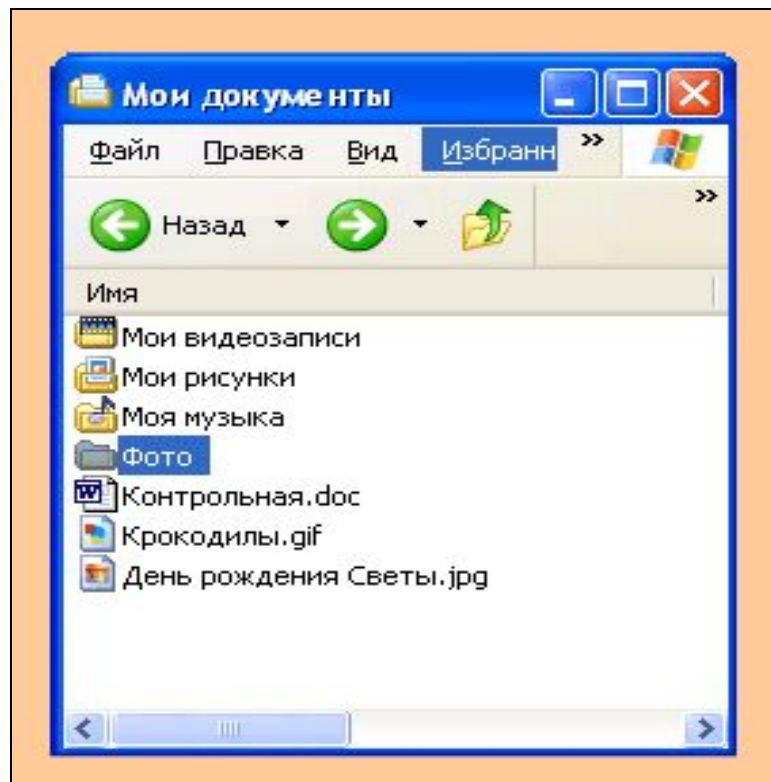 Мои документы
Файл Правка Вид Избранн »
Назад »
Имя
Мои видеозаписи
Мои рисунки
Моя музыка
Фото
Контрольная.doc
Крокодилы.gif
День рождения Светы.jpg